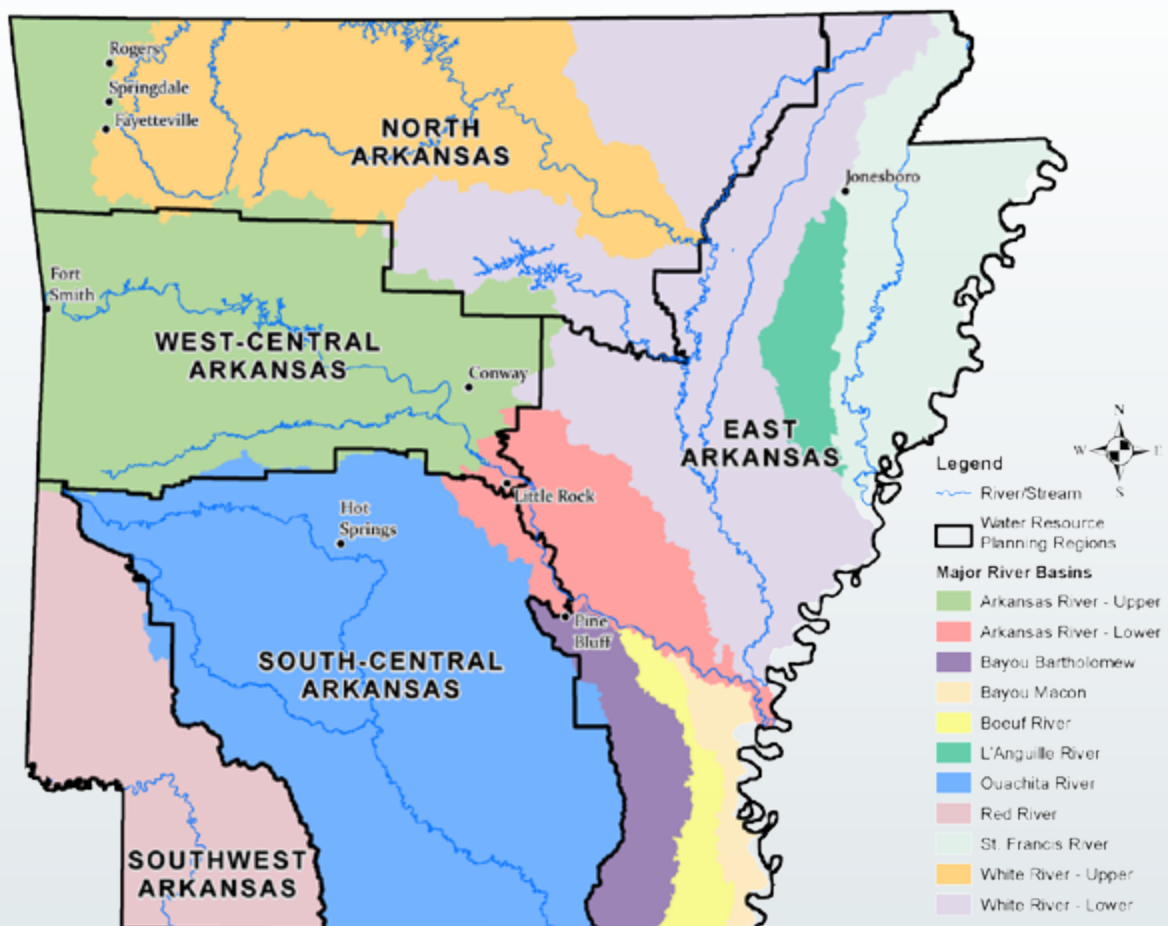 Rogers
Springdale
Fayetteville
NORTH
ARKANSAS
Jonesboro
Fort
Smith
WEST-CENTRAL
ARKANSAS
Conway
EAST
ARKANSAS
Little Rock
Hot
Springs
Pine
Bluff
SOUTH-CENTRAL
ARKANSAS
SOUTHWEST
ARKANSAS
N
W E
S
Legend
River/Stream
Water Resource
Planning Regions
Major River Basins
Arkansas River - Upper
Arkansas River - Lower
Bayou Bartholomew
Bayou Macon
Boeuf River
L'Anguille River
Ouachita River
Red River
St. Francis River
White River - Upper
White River - Lower